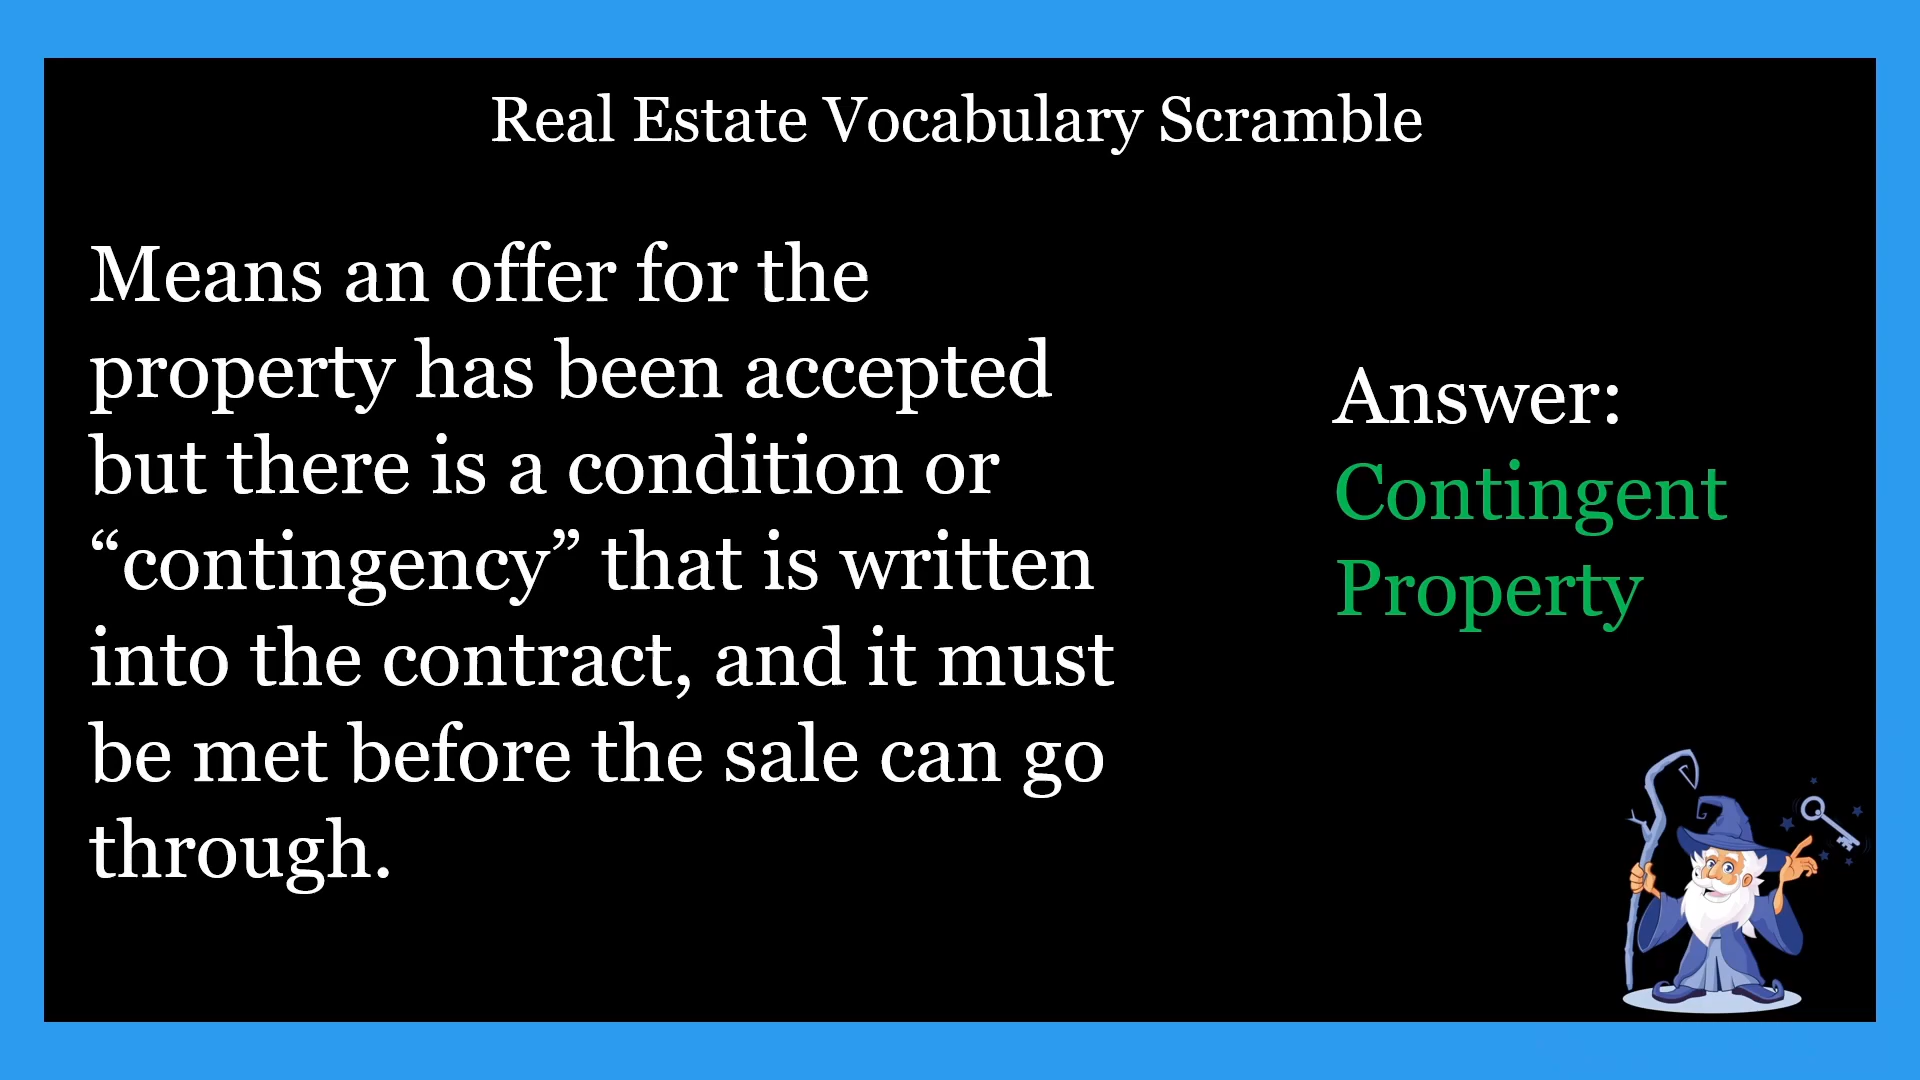 Real Estate Vocabulary Scramble
Means an offer for the
property has been accepted
but there is a condition or
“contingency” that is written
into the contract, and it must
be met before the sale can go
through.
Answer:
Contingent
Property